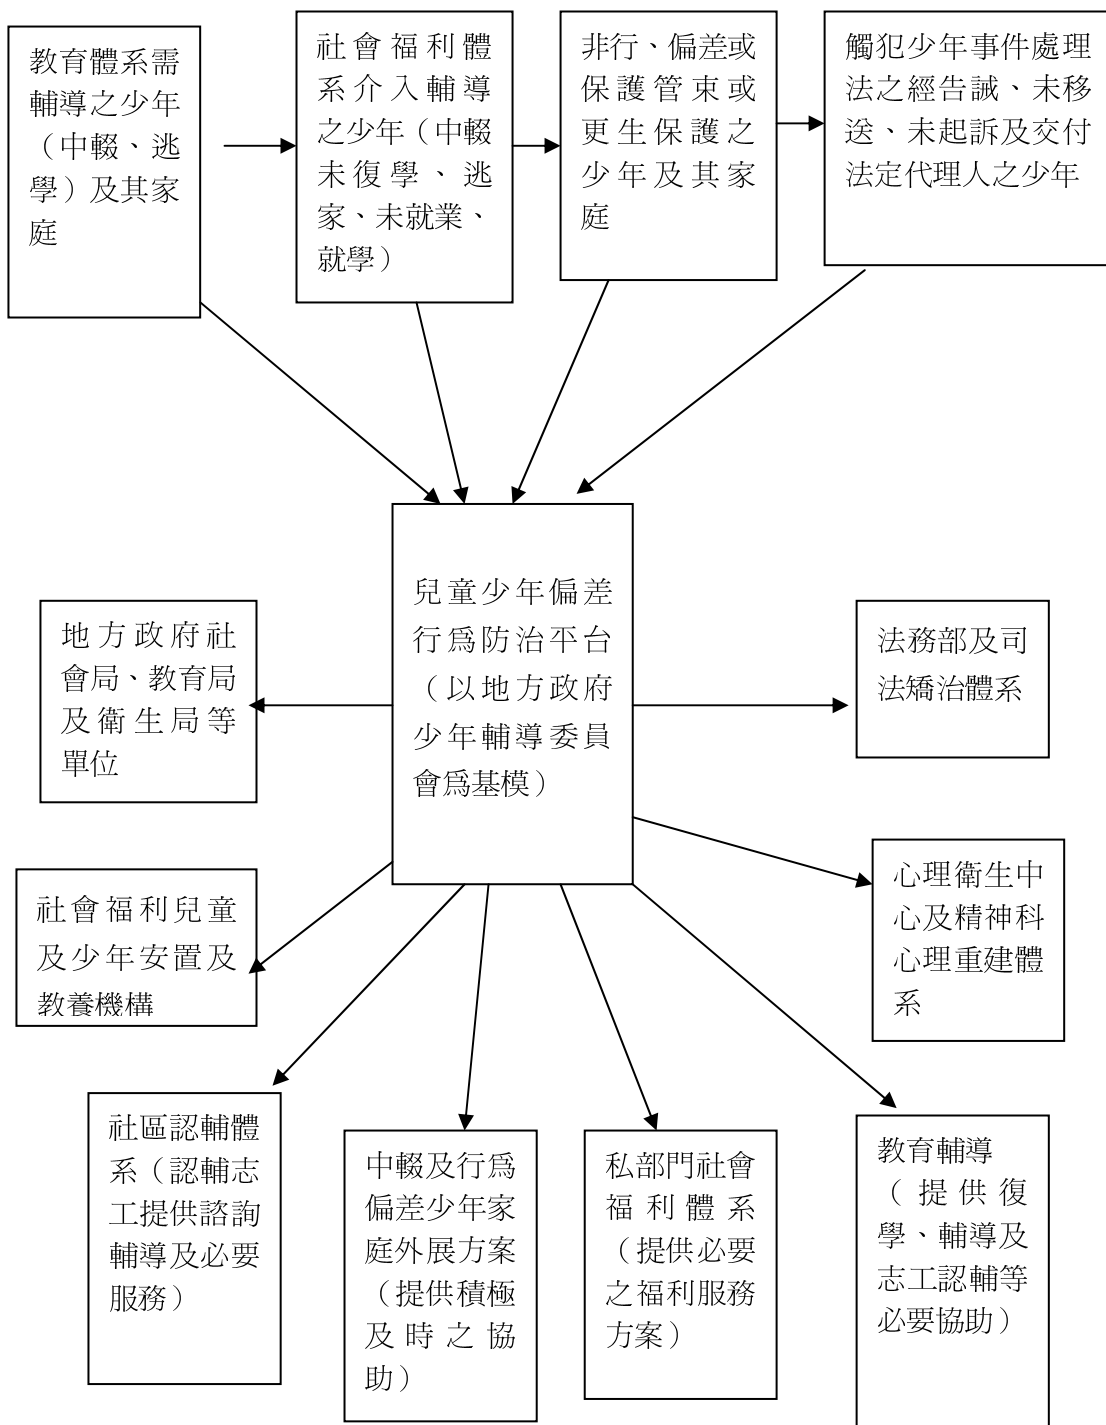 教育體系需
輔導之少年
（中輟、逃
學）及其家
庭
社會福利體
系介入輔導
之少年（中輟
未復學、逃
家、未就業、
就學）
非行、偏差或
保護管束或
更生保護之
少年及其家
庭
觸犯少年事件處理
法之經告誡、未移
送、未起訴及交付
法定代理人之少年
兒童少年偏差
行為防治平台
（以地方政府
少年輔導委員
會為基模）
地方政府社
會局、教育局
及衛生局等
單位
法務部及司
法矯治體系
社會福利兒童
及少年安置及
教養機構
心理衛生中
心及精神科
心理重建體
系
社區認輔體
系（認輔志
工提供諮詢
輔導及必要
服務）
中輟及行為
偏差少年家
庭外展方案
（提供積極
及時之協
助）
私部門社會
福利體系
（提供必要
之福利服務
方案）
教育輔導
（提供復
學、輔導及
志工認輔等
必要協助）